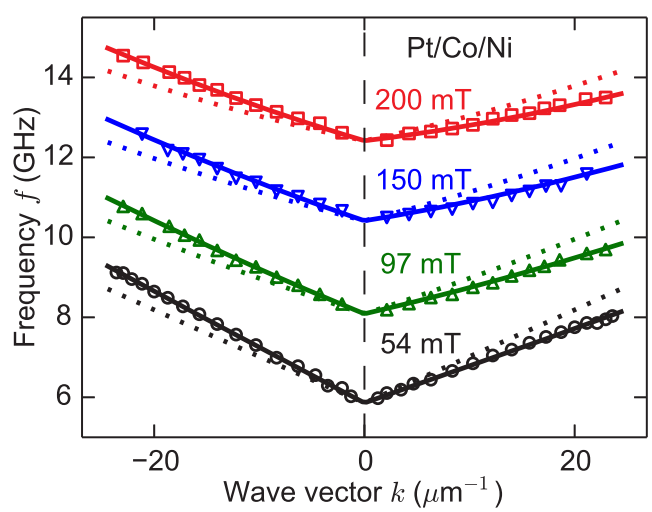 Pt/Co/Ni
14
200 mT
12
150 mT
10
97 mT
8
54 mT
6
−20
0
20
Frequency f (GHz)
Wave vector k (μm⁻¹)